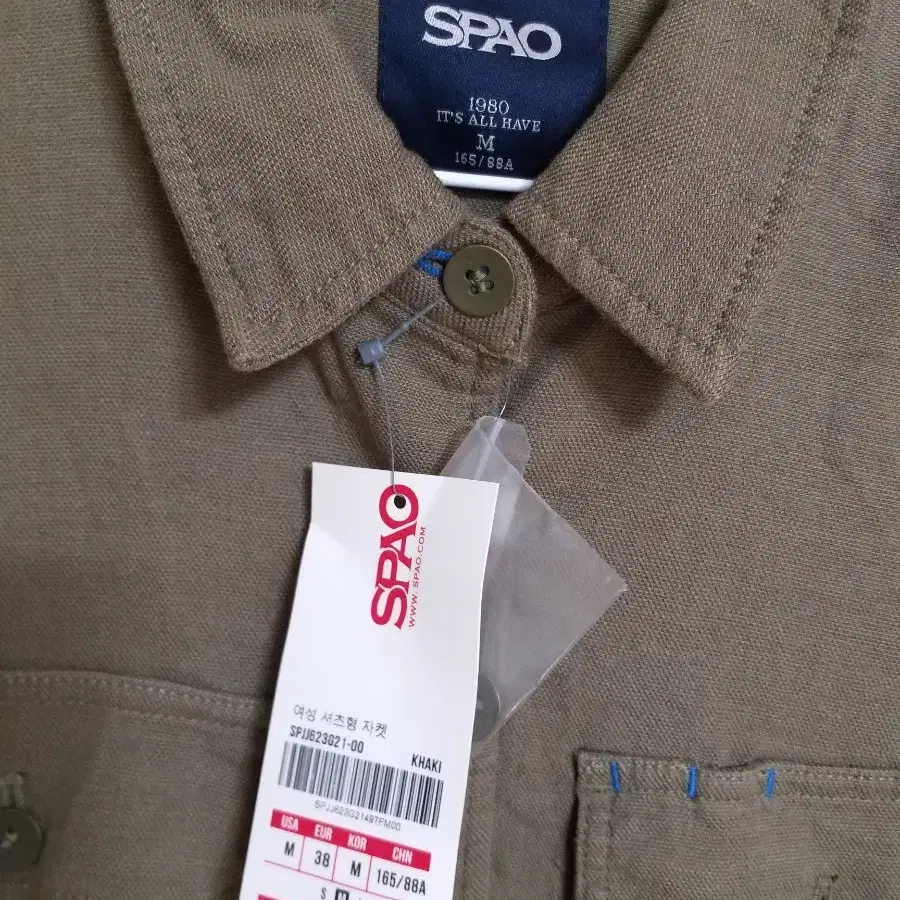 SPAO
1980
IT'S ALL HAVE
M
165/88A
SPAO
WWW.SPAO.COM
여성 셔츠형 자켓
SPJJ623G21-00
KHAKI
SPJJ623G21497FM00
USA EUR KOR CHN
M 38 M 165/88A
S M